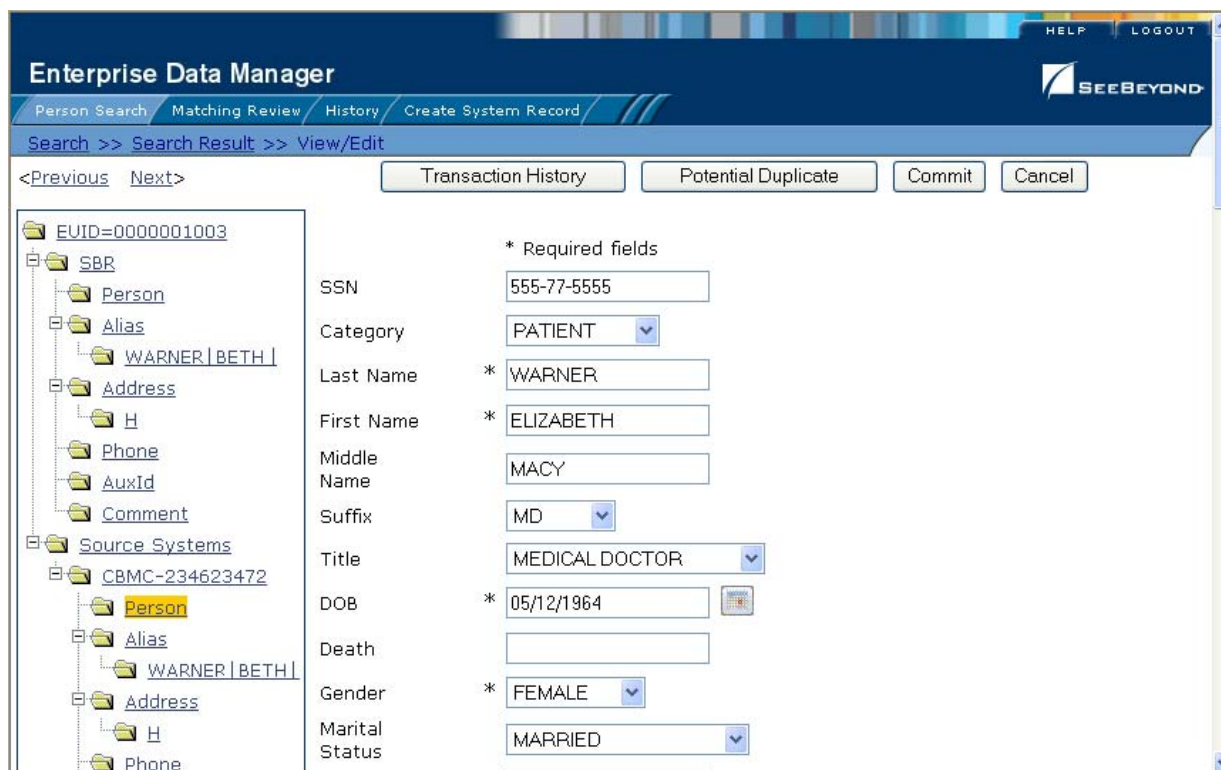 HELP LOGOUT
Enterprise Data Manager
SEEBEYOND
Person Search Matching Review History Create System Record
Search >> Search Result >> View/Edit
<Previous Next>
Transaction History Potential Duplicate Commit Cancel
EUID=0000001003
SBR
Person
Alias
WARNER|BETH|
Address
H
Phone
AuxId
Comment
Source Systems
CBMC-234623472
Person
Alias
WARNER|BETH|
Address
H
Phone
* Required fields
SSN 555-77-5555
Category PATIENT
Last Name * WARNER
First Name * ELIZABETH
Middle
Name
MACY
Suffix MD
Title MEDICAL DOCTOR
DOB * 05/12/1964
Death
Gender * FEMALE
Marital
Status
MARRIED